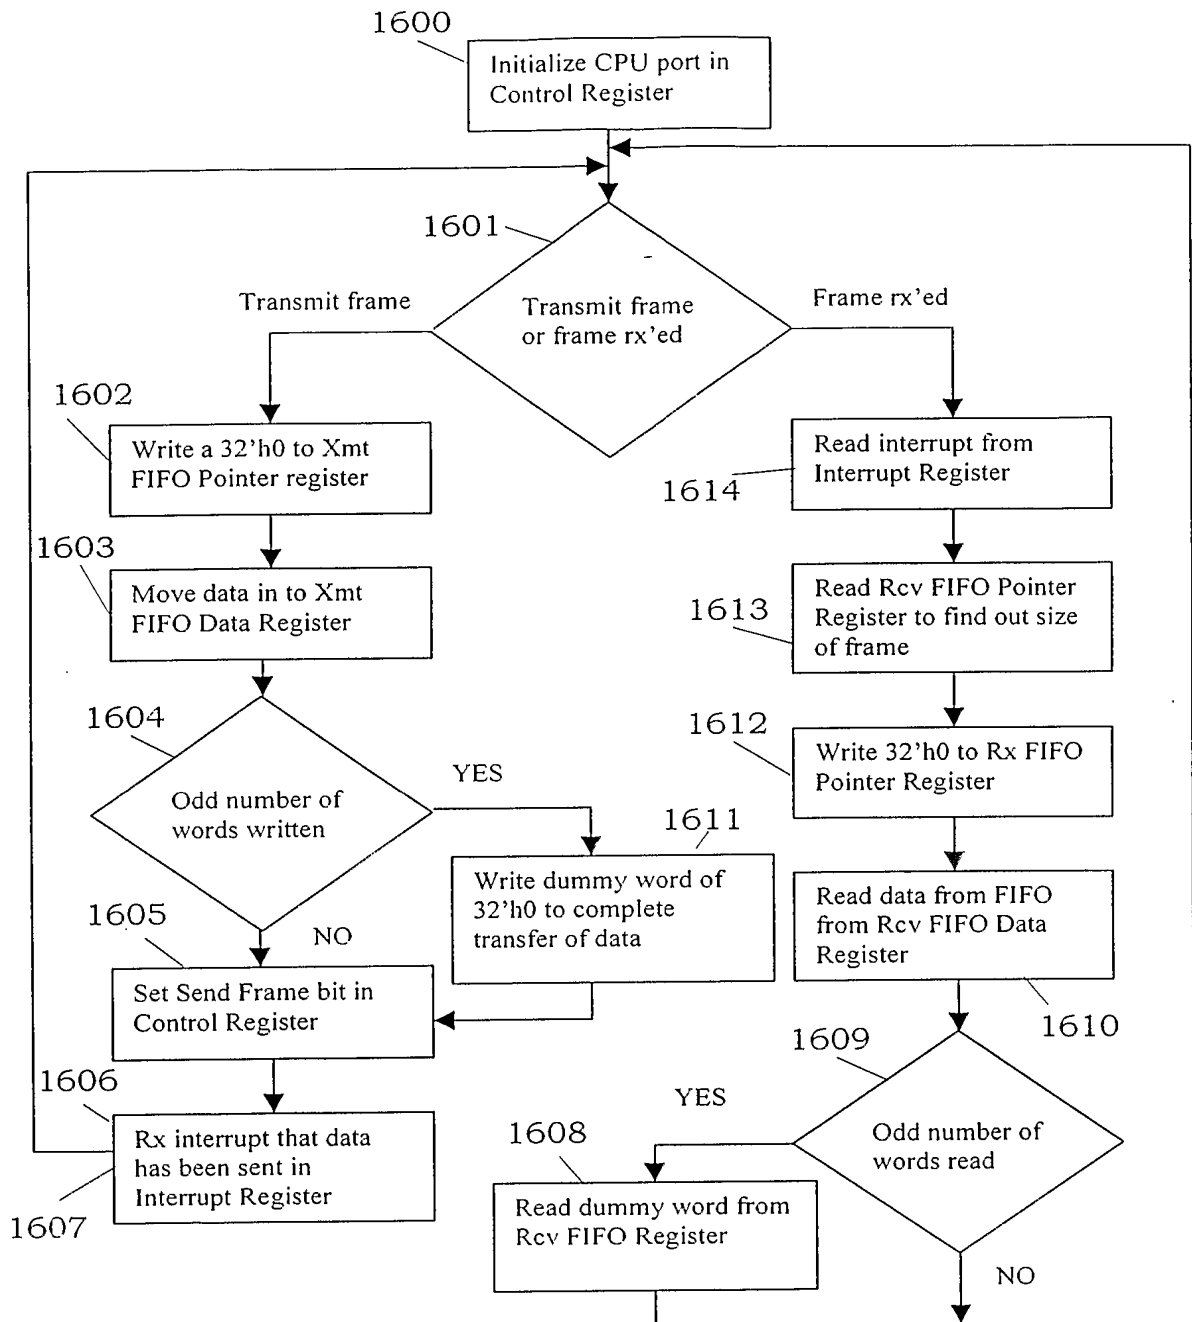 1600
Initialize CPU port in
Control Register
1601
Transmit frame
Transmit frame
or frame rx'ed
Frame rx'ed
1602
Write a 32'h0 to Xmt
FIFO Pointer register
1603
Move data in to Xmt
FIFO Data Register
1604
Odd number of
words written
YES
1611
Write dummy word of
32'h0 to complete
transfer of data
NO
1605
Set Send Frame bit in
Control Register
1606
Rx interrupt that data
has been sent in
Interrupt Register
1607
Read interrupt from
Interrupt Register
1614
Read Rcv FIFO Pointer
Register to find out size
of frame
1613
1612
Write 32'h0 to Rx FIFO
Pointer Register
Read data from FIFO
from Rcv FIFO Data
Register
1610
1609
Odd number of
words read
YES
1608
Read dummy word from
Rcv FIFO Register
NO